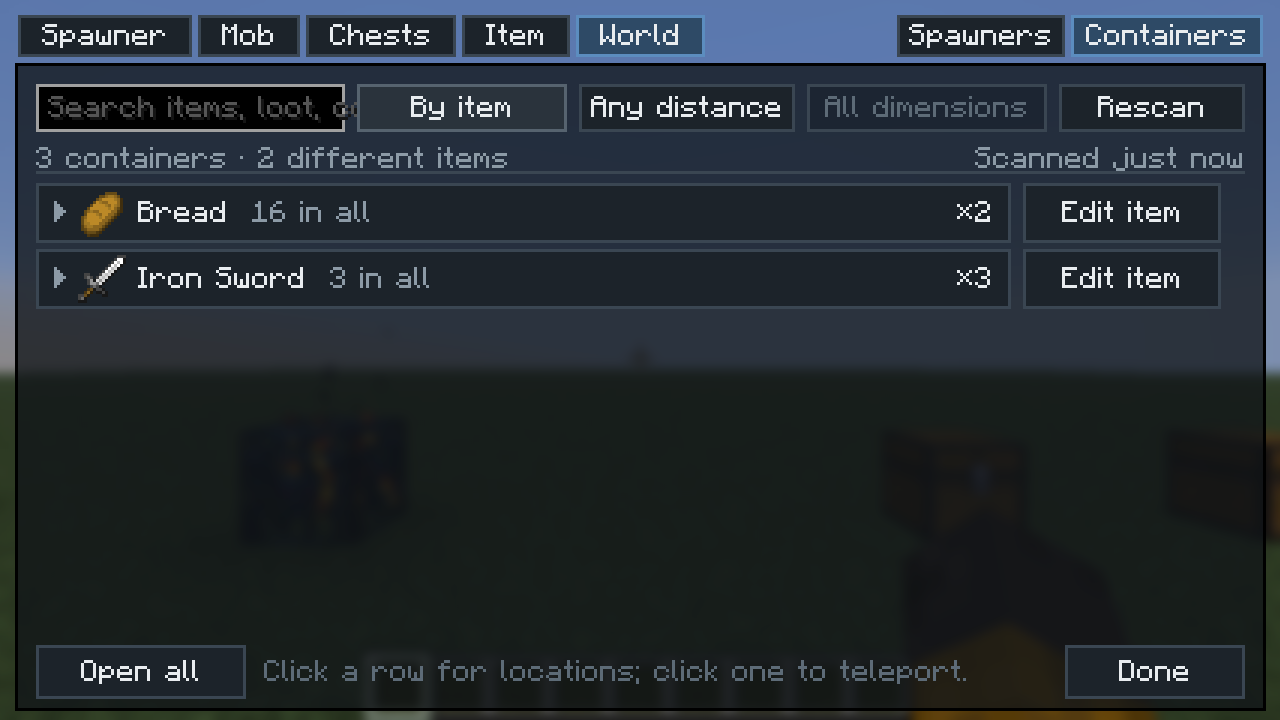 Spawner Mob Chests Item World Spawners Containers
Search items, loot, By item Any distance All dimensions Rescan
3 containers · 2 different items Scanned just now
Bread 16 in all ×2 Edit item
Iron Sword 3 in all ×3 Edit item
Open all Click a row for locations; click one to teleport. Done